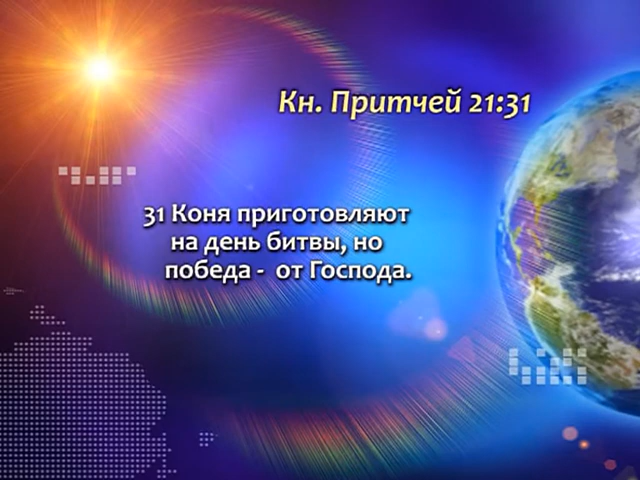 Кн. Притчей 21:31
31 Коня приготовляют
на день битвы, но
победа -  от Господа.